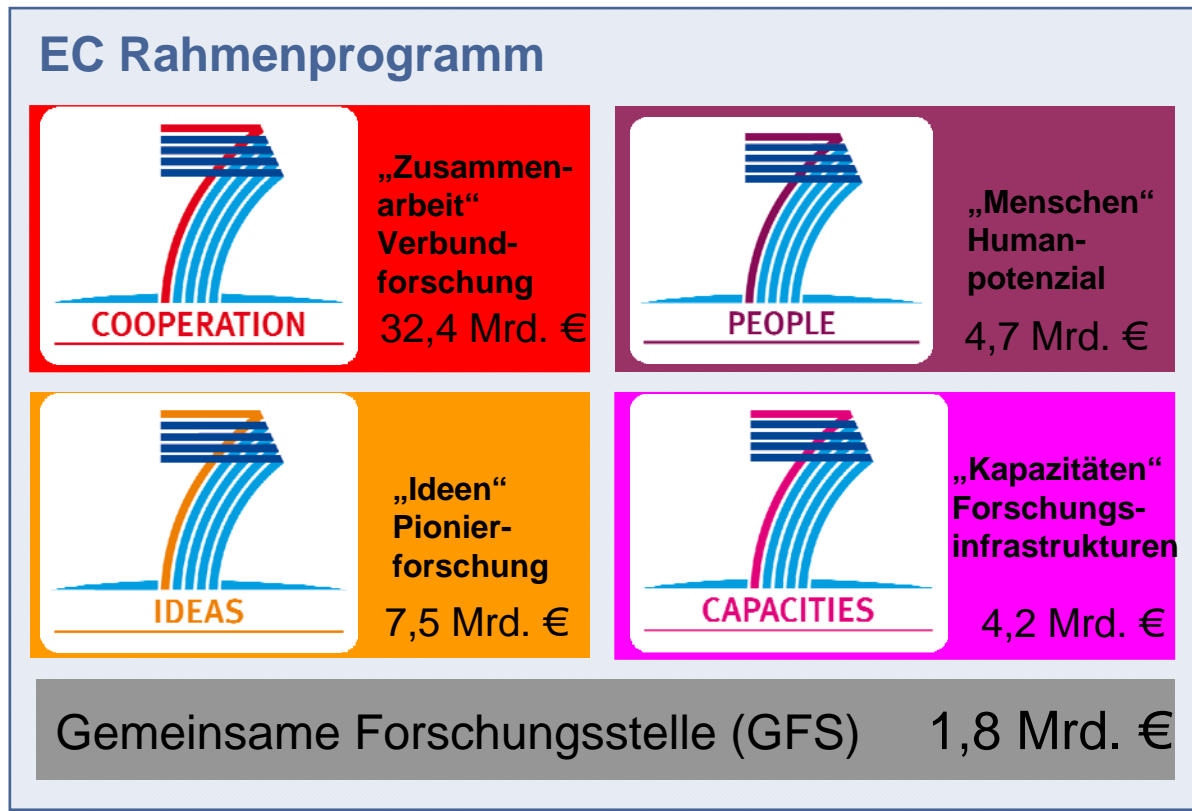 EC Rahmenprogramm
COOPERATION
„Zusammen-
arbeit“
Verbund-
forschung
32,4 Mrd. €
PEOPLE
„Menschen“
Human-
potenzial
4,7 Mrd. €
IDEAS
„Ideen“
Pionier-
forschung
7,5 Mrd. €
CAPACITIES
„Kapazitäten“
Forschungs-
infrastrukturen
4,2 Mrd. €
Gemeinsame Forschungsstelle (GFS) 1,8 Mrd. €